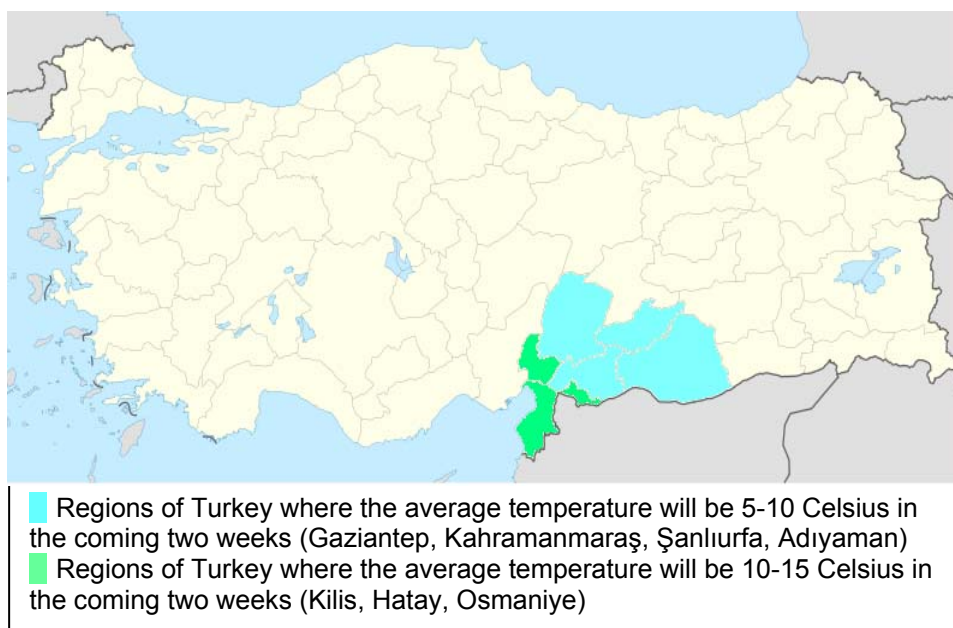 Regions of Turkey where the average temperature will be 5-10 Celsius in
the coming two weeks (Gaziantep, Kahramanmaraş, Şanlıurfa, Adıyaman)
Regions of Turkey where the average temperature will be 10-15 Celsius in
the coming two weeks (Kilis, Hatay, Osmaniye)